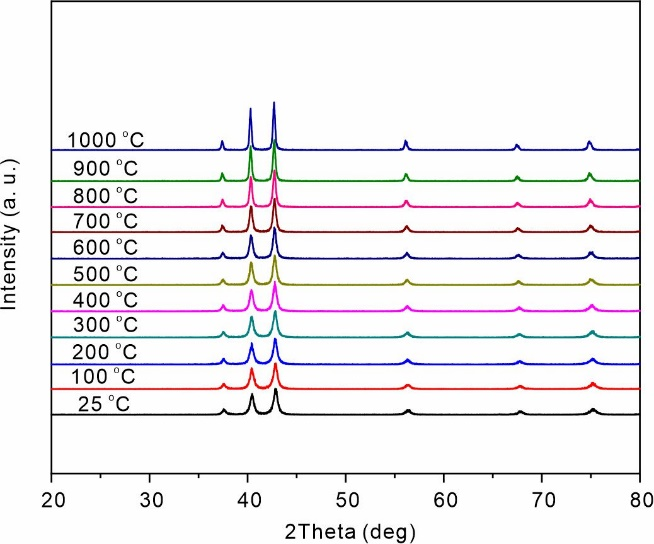 1000 °C
900 °C
800 °C
700 °C
600 °C
500 °C
400 °C
300 °C
200 °C
100 °C
25 °C
Intensity (a. u.)
20 30 40 50 60 70 80
2Theta (deg)